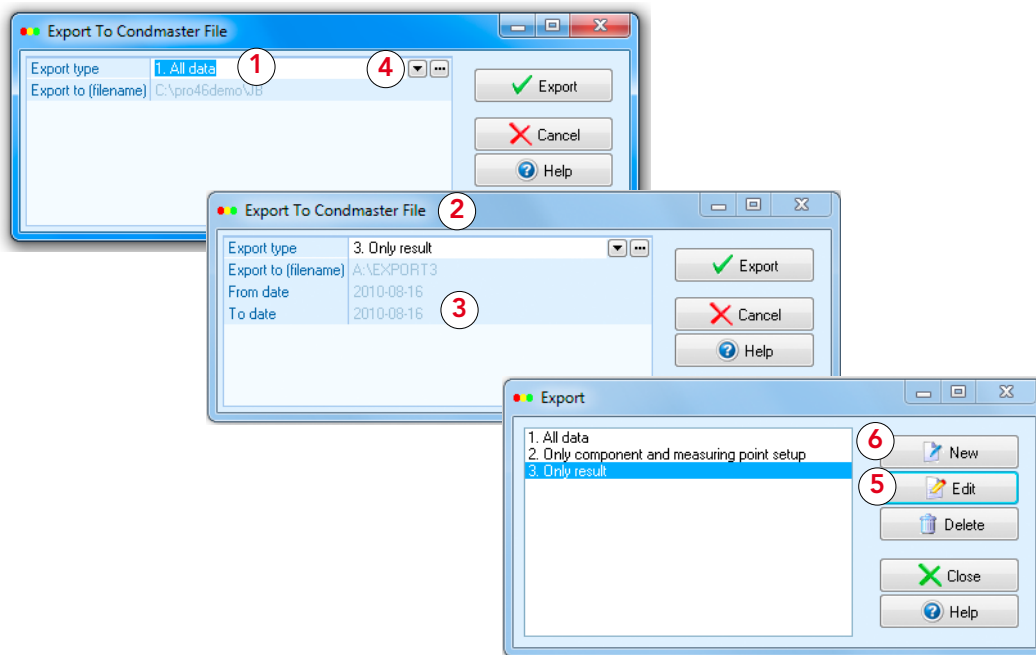 Export To Condmaster File
Export type 1. All data 1 4
Export to (filename) C:\pro46demo\JB
Export
Cancel
Help
Export To Condmaster File 2
Export type 3. Only result
Export to (filename) A:\EXPORT3
From date 2010-08-16
To date 2010-08-16 3
Export
Cancel
Help
Export
1. All data
2. Only component and measuring point setup
3. Only result
6 New
5 Edit
Delete
Close
Help